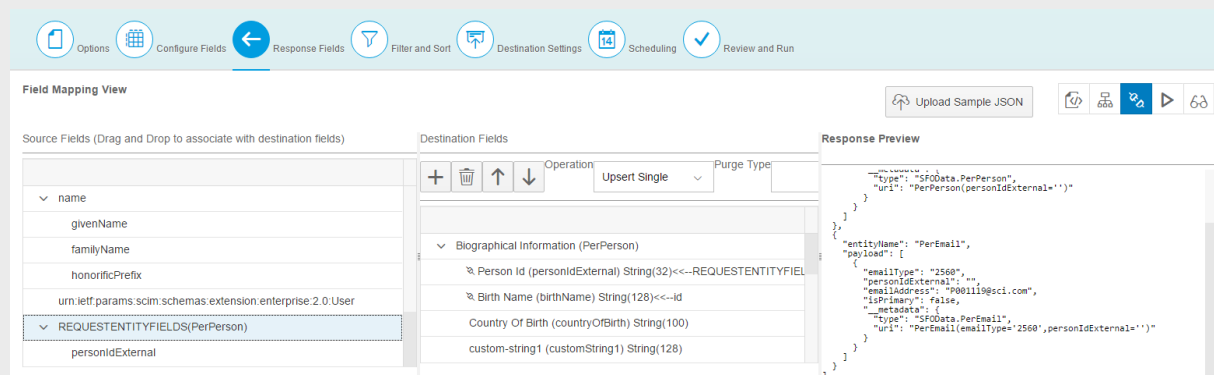 Options
Configure Fields
Response Fields
Filter and Sort
14
Destination Settings
Scheduling
Review and Run
Field Mapping View
Upload Sample JSON
Source Fields (Drag and Drop to associate with destination fields)
Destination Fields
Response Preview
Operation
Upsert Single
Purge Type
name
givenName
familyName
honorificPrefix
urn:ietf:params:scim:schemas:extension:enterprise:2.0:User
REQUESTENTITYFIELDS(PerPerson)
personIdExternal
Biographical Information (PerPerson)
Person Id (personIdExternal) String(32)<<--REQUESTENTITYFIEL
Birth Name (birthName) String(128)<<--id
Country Of Birth (countryOfBirth) String(100)
custom-string1 (customString1) String(128)
"__metadata": {
"type": "SFOData.PerPerson",
"uri": "PerPerson(personIdExternal='')"
}
}
]
},
{
"entityName": "PerEmail",
"payload": [
{
"emailType": "2560",
"personIdExternal": "",
"emailAddress": "P001119@sci.com",
"isPrimary": false,
"__metadata": {
"type": "SFOData.PerEmail",
"uri": "PerEmail(emailType='2560',personIdExternal='')"
}
}
]
}
]